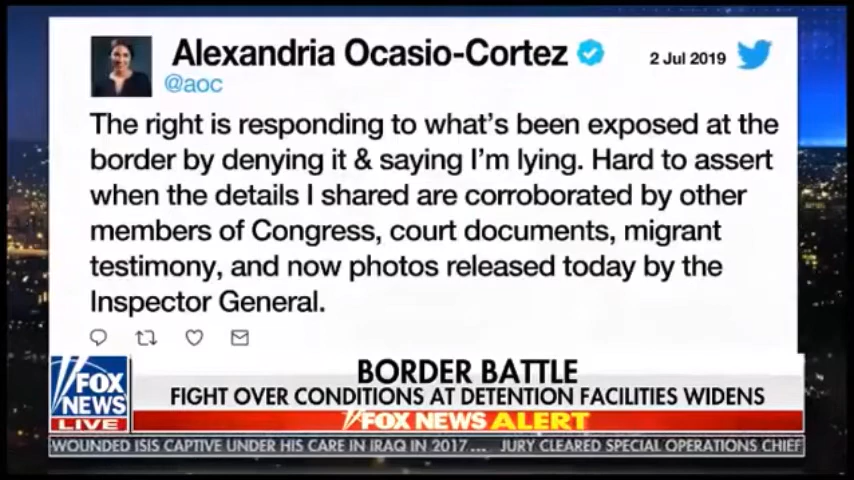 Alexandria Ocasio-Cortez
2 Jul 2019
@aoc
The right is responding to what's been exposed at the
border by denying it & saying I'm lying. Hard to assert
when the details I shared are corroborated by other
members of Congress, court documents, migrant
testimony, and now photos released today by the
Inspector General.
FOX
NEWS
LIVE
BORDER BATTLE
FIGHT OVER CONDITIONS AT DETENTION FACILITIES WIDENS
FOX NEWS ALERT
WOUNDED ISIS CAPTIVE UNDER HIS CARE IN IRAQ IN 2017... JURY CLEARED SPECIAL OPERATIONS CHIEF